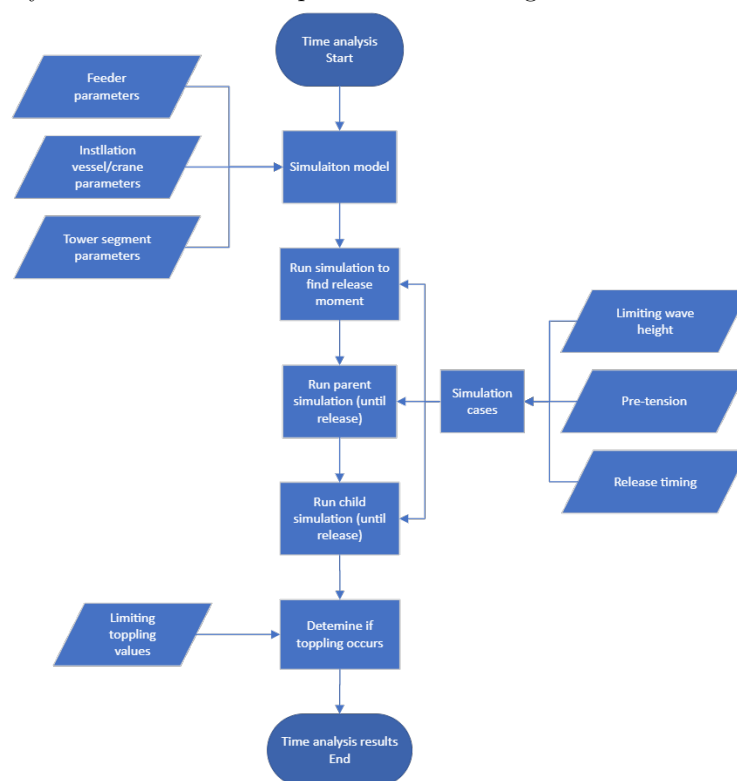 Time analysis
Start
Feeder
parameters
Instllation
vessel/crane
parameters
Simulaiton model
Tower segment
parameters
Run simulation to
find release
moment
Limiting wave
height
Run parent
simulation (until
release)
Simulation
cases
Pre-tension
Run child
simulation (until
release)
Release timing
Limiting
toppling
values
Detemine if
toppling occurs
Time analysis results
End